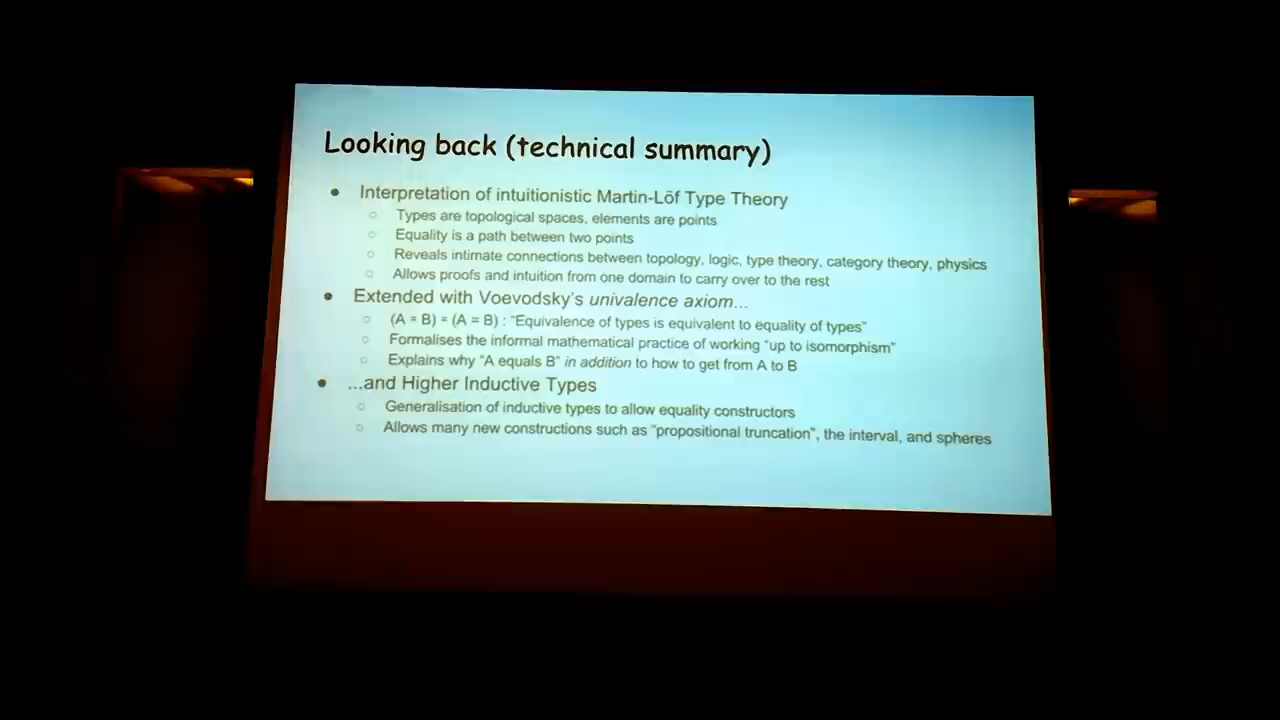 Looking back (technical summary)
● Interpretation of intuitionistic Martin-Löf Type Theory
○ Types are topological spaces, elements are points
○ Equality is a path between two points
○ Reveals intimate connections between topology, logic, type theory, category theory, physics
○ Allows proofs and intuition from one domain to carry over to the rest
● Extended with Voevodsky's univalence axiom...
○ (A = B) = (A = B) : "Equivalence of types is equivalent to equality of types"
○ Formalises the informal mathematical practice of working "up to isomorphism"
○ Explains why "A equals B" in addition to how to get from A to B
● ...and Higher Inductive Types
○ Generalisation of inductive types to allow equality constructors
○ Allows many new constructions such as "propositional truncation", the interval, and spheres